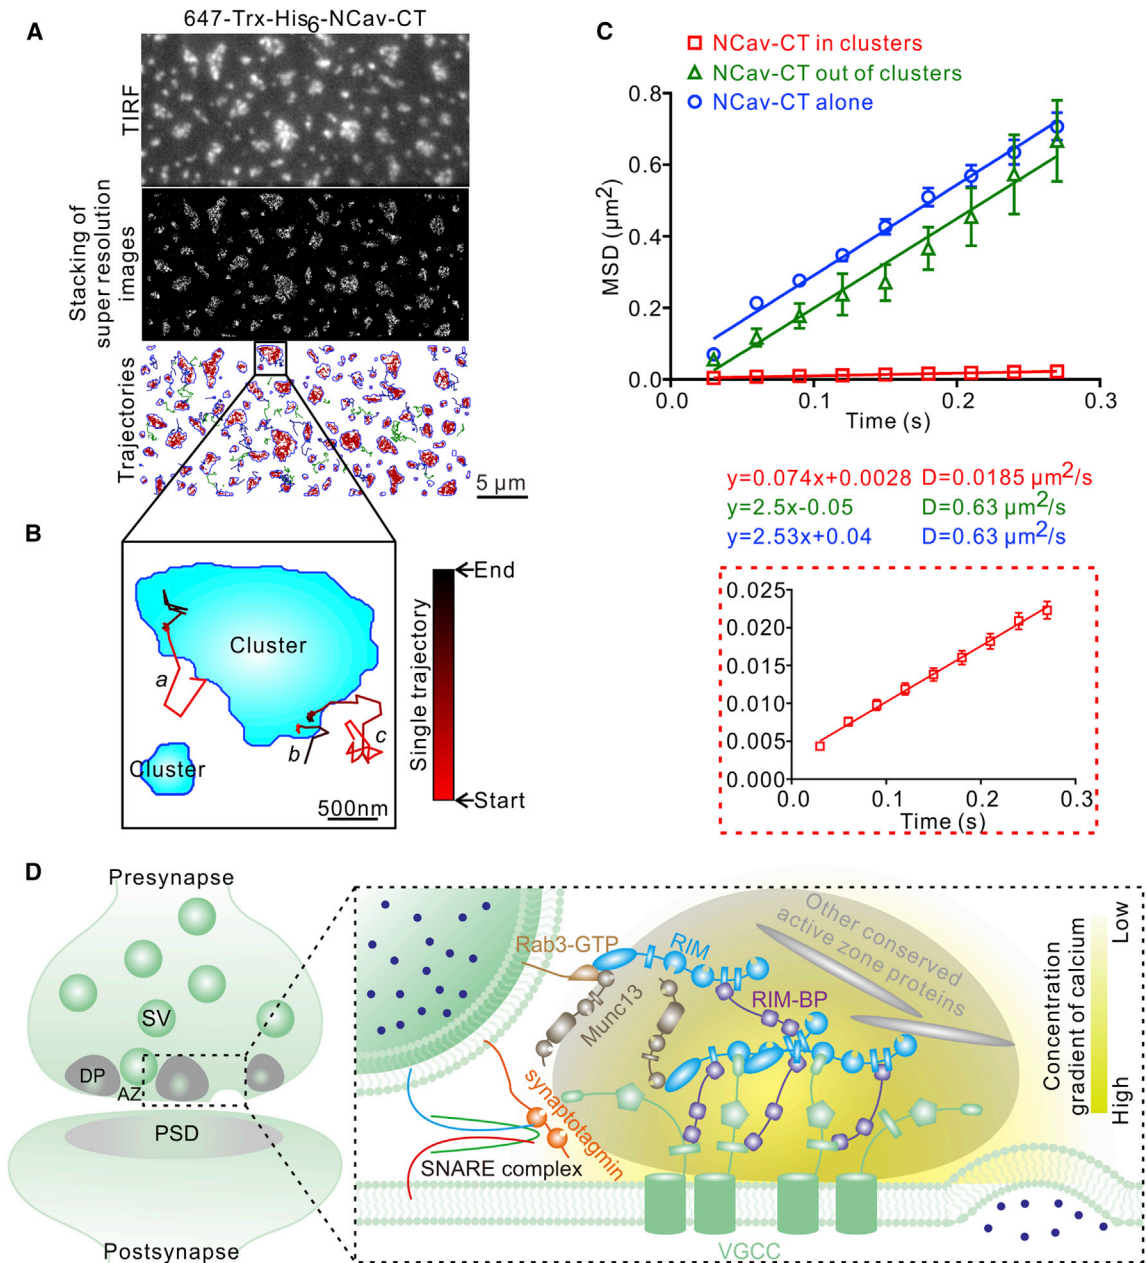 A
647-Trx-His6-NCav-CT
TIRF
Stacking of
super resolution
images
Trajectories
5 μm
B
Cluster
a
b
c
Cluster
500nm
Single trajectory
End
Start
C
NCav-CT in clusters
NCav-CT out of clusters
NCav-CT alone
MSD (μm2)
0.8
0.6
0.4
0.2
0.0
0.0 0.1 0.2 0.3
Time (s)
y=0.074x+0.0028 D=0.0185 μm2/s
y=2.5x-0.05 D=0.63 μm2/s
y=2.53x+0.04 D=0.63 μm2/s
0.025
0.020
0.015
0.010
0.005
0.000
0.0 0.1 0.2 0.3
Time (s)
D
Presynapse
SV
DP
AZ
PSD
Postsynapse
Rab3-GTP
RIM
Munc13
RIM-BP
Other conserved
active zone proteins
synaptotagmin
SNARE complex
VGCC
Concentration
gradient of calcium
Low
High